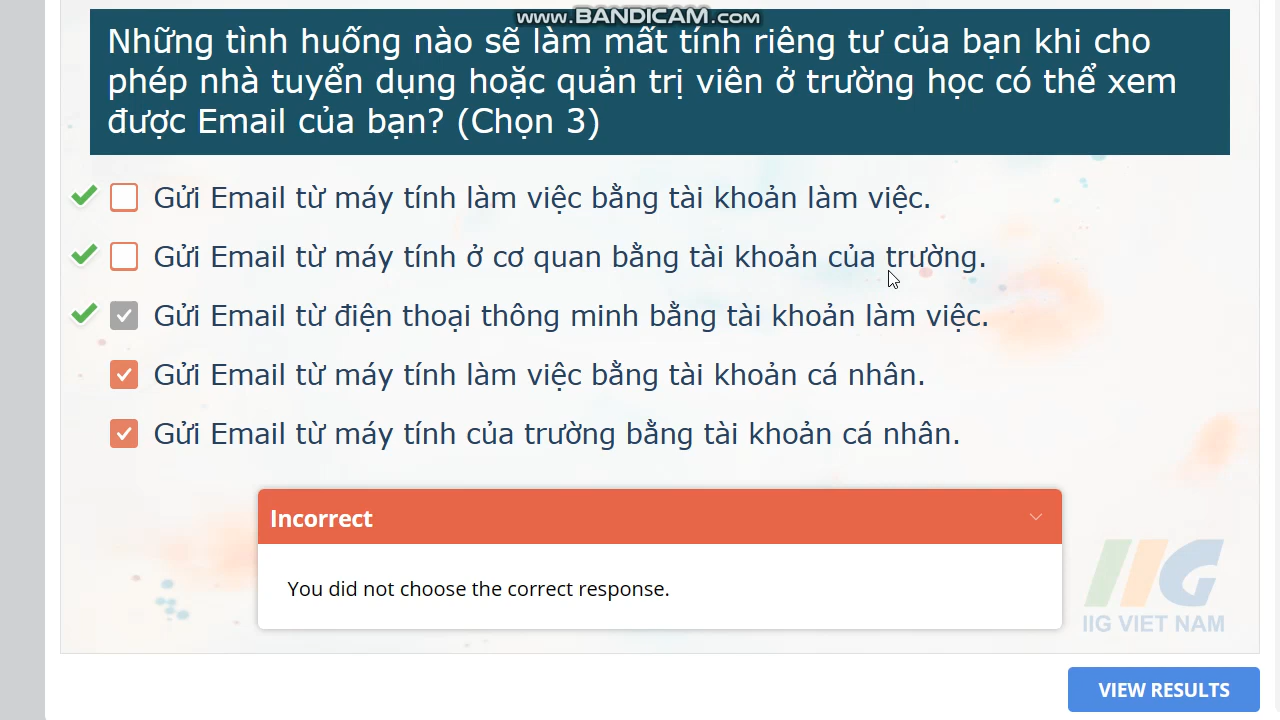 www.BANDICAM.com
Những tình huống nào sẽ làm mất tính riêng tư của bạn khi cho
phép nhà tuyển dụng hoặc quản trị viên ở trường học có thể xem
được Email của bạn? (Chọn 3)
Gửi Email từ máy tính làm việc bằng tài khoản làm việc.
Gửi Email từ máy tính ở cơ quan bằng tài khoản của trường.
Gửi Email từ điện thoại thông minh bằng tài khoản làm việc.
Gửi Email từ máy tính làm việc bằng tài khoản cá nhân.
Gửi Email từ máy tính của trường bằng tài khoản cá nhân.
Incorrect
You did not choose the correct response.
IIG
IIG VIET NAM
VIEW RESULTS